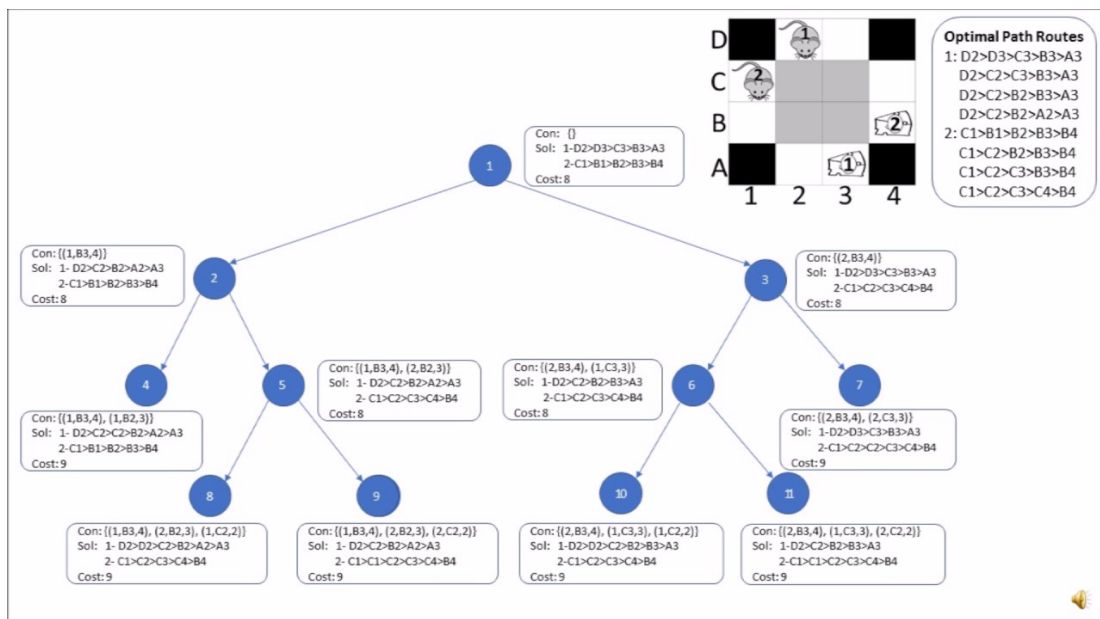 D
C
B
A
1
2
2
1
1 2 3 4
Optimal Path Routes
1: D2>D3>C3>B3>A3
D2>C2>C3>B3>A3
D2>C2>B2>B3>A3
D2>C2>B2>A2>A3
2: C1>B1>B2>B3>B4
C1>C2>B2>B3>B4
C1>C2>C3>B3>B4
C1>C2>C3>C4>B4
1
Con: {}
Sol: 1-D2>D3>C3>B3>A3
2-C1>B1>B2>B3>B4
Cost: 8
Con: {(1,B3,4)}
Sol: 1- D2>C2>B2>A2>A3
2-C1>B1>B2>B3>B4
Cost: 8
2
3
Con: {(2,B3,4)}
Sol: 1-D2>D3>C3>B3>A3
2-C1>C2>C3>C4>B4
Cost: 8
4
Con: {(1,B3,4), (1,B2,3)}
Sol: 1- D2>C2>C2>B2>A2>A3
2-C1>B1>B2>B3>B4
Cost: 9
5
Con: {(1,B3,4), (2,B2,3)}
Sol: 1- D2>C2>B2>A2>A3
2- C1>C2>C3>C4>B4
Cost: 8
Con: {(2,B3,4), (1,C3,3)}
Sol: 1-D2>C2>B2>B3>A3
2-C1>C2>C3>C4>B4
Cost: 8
6
7
Con: {(2,B3,4), (2,C3,3)}
Sol: 1-D2>D3>C3>B3>A3
2-C1>C2>C2>C3>C4>B4
Cost: 9
8
Con: {(1,B3,4), (2,B2,3), (1,C2,2)}
Sol: 1- D2>D2>C2>B2>A2>A3
2- C1>C2>C3>C4>B4
Cost: 9
9
Con: {(1,B3,4), (2,B2,3), (2,C2,2)}
Sol: 1- D2>C2>B2>A2>A3
2- C1>C1>C2>C3>C4>B4
Cost: 9
10
Con: {(2,B3,4), (1,C3,3), (1,C2,2)]
Sol: 1-D2>D2>C2>B2>B3>A3
2-C1>C2>C3>C4>B4
Cost: 9
11
Con: {(2,B3,4), (1,C3,3), (2,C2,2)}
Sol: 1-D2>C2>B2>B3>A3
2-C1>C1>C2>C3>C4>B4
Cost: 9